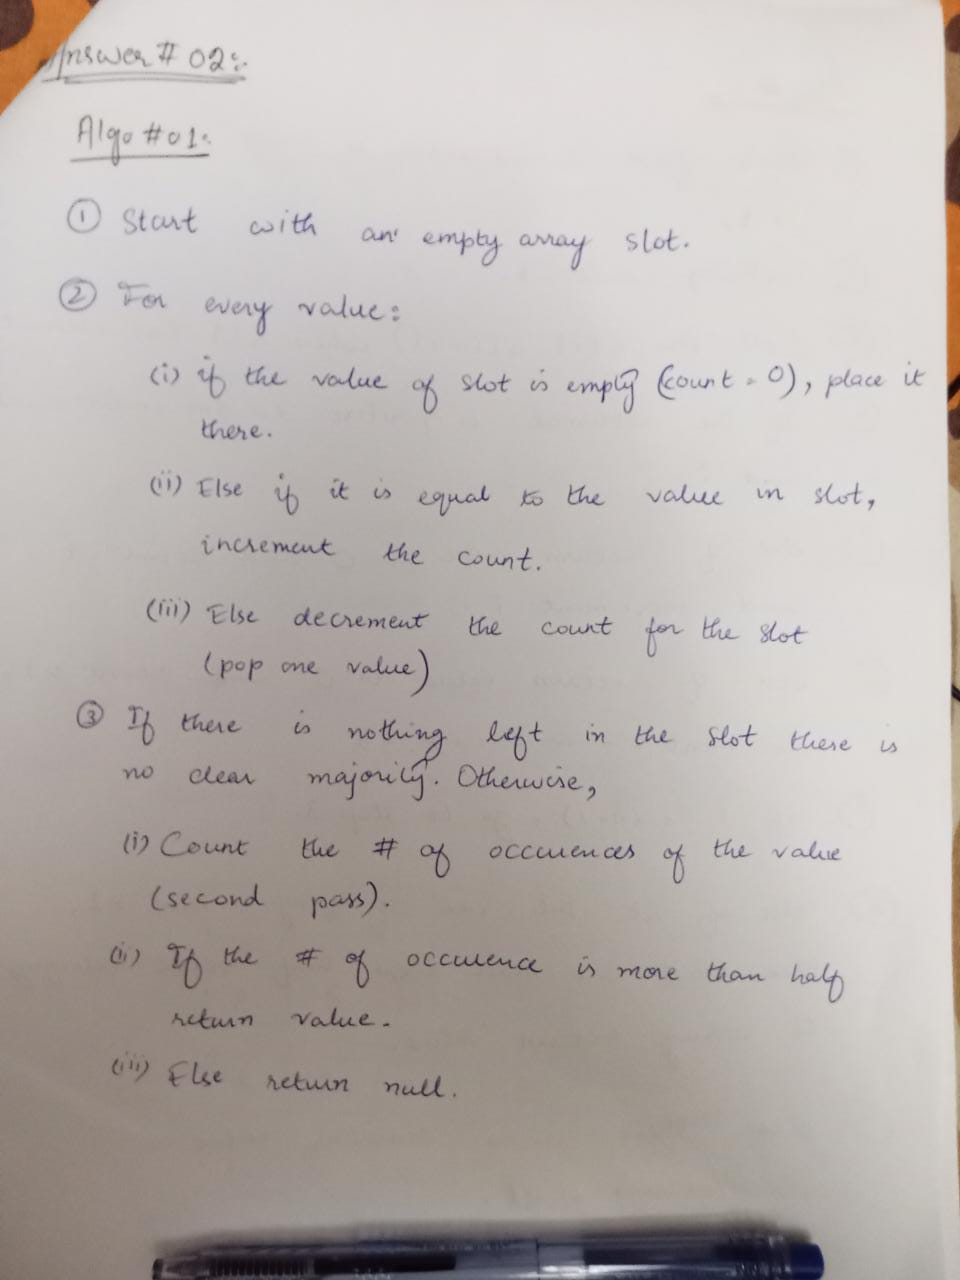 Answer # 02:
Algo #01:
① Start with an empty array slot.
② For every value:
(i) if the value of slot is empty (count = 0), place it
there.
(ii) Else if it is equal to the value in slot,
increment the count.
(iii) Else decrement the count for the slot
(pop one value)
③ If there is nothing left in the slot there is
no clear majority. Otherwise,
(i) Count the # of occurences of the value
(second pass).
(ii) If the # of occurence is more than half
return value.
(iii) Else return null.